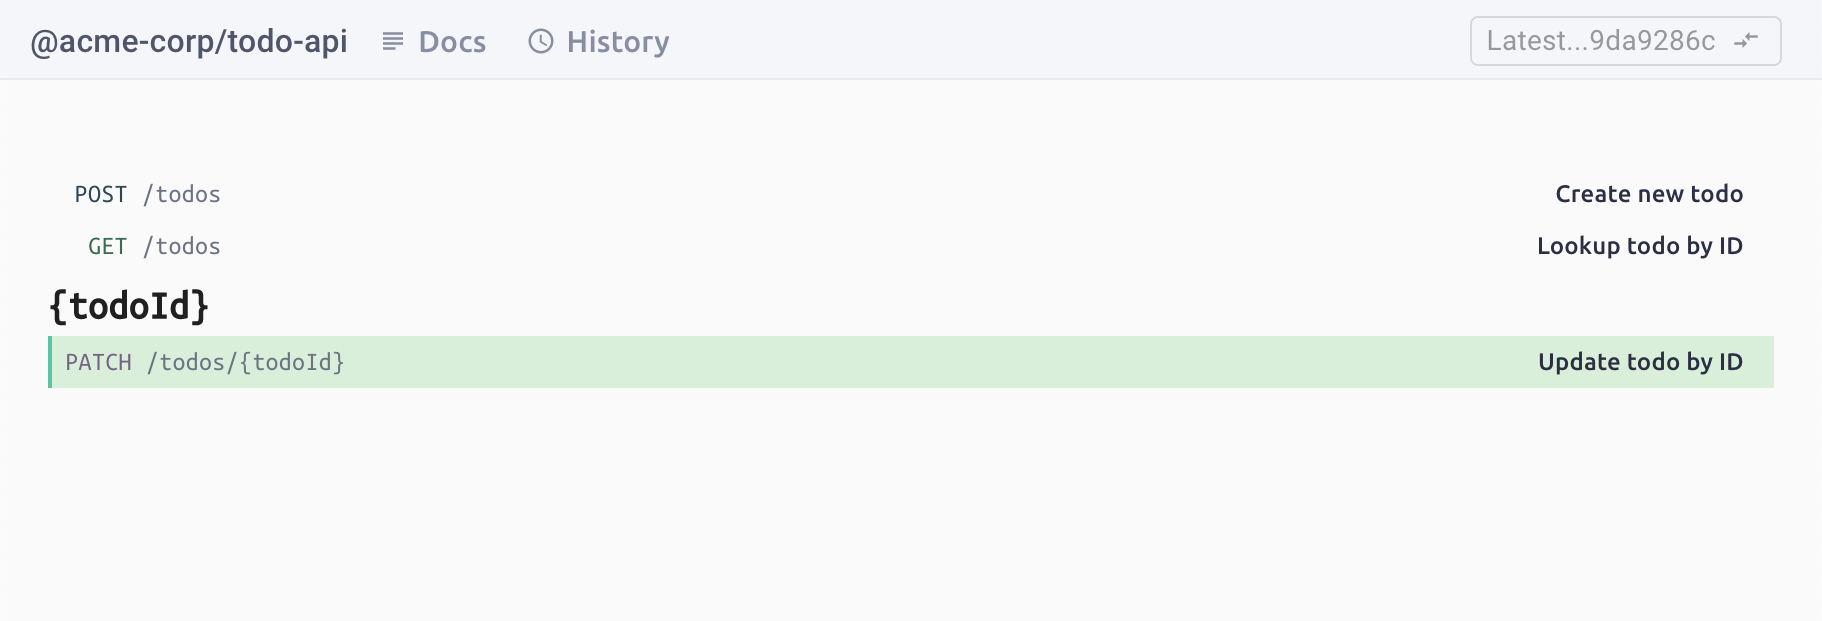 @acme-corp/todo-api Docs History Latest...9da9286c
POST /todos Create new todo
GET /todos Lookup todo by ID
{todoId}
PATCH /todos/{todoId} Update todo by ID